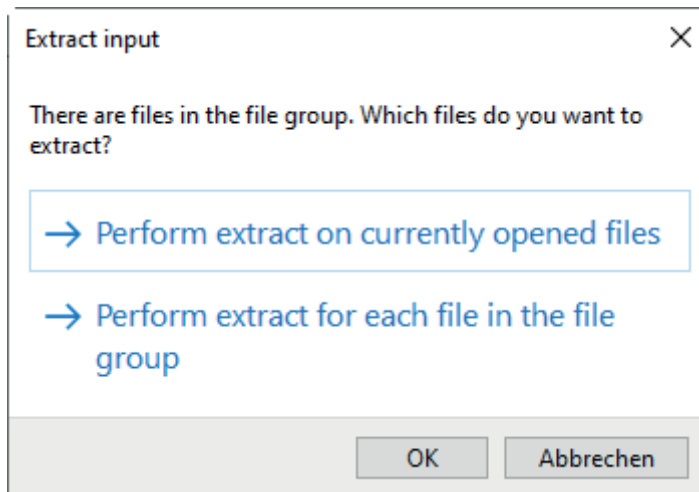 Extract input
There are files in the file group. Which files do you want to
extract?
Perform extract on currently opened files
Perform extract for each file in the file
group
OK
Abbrechen